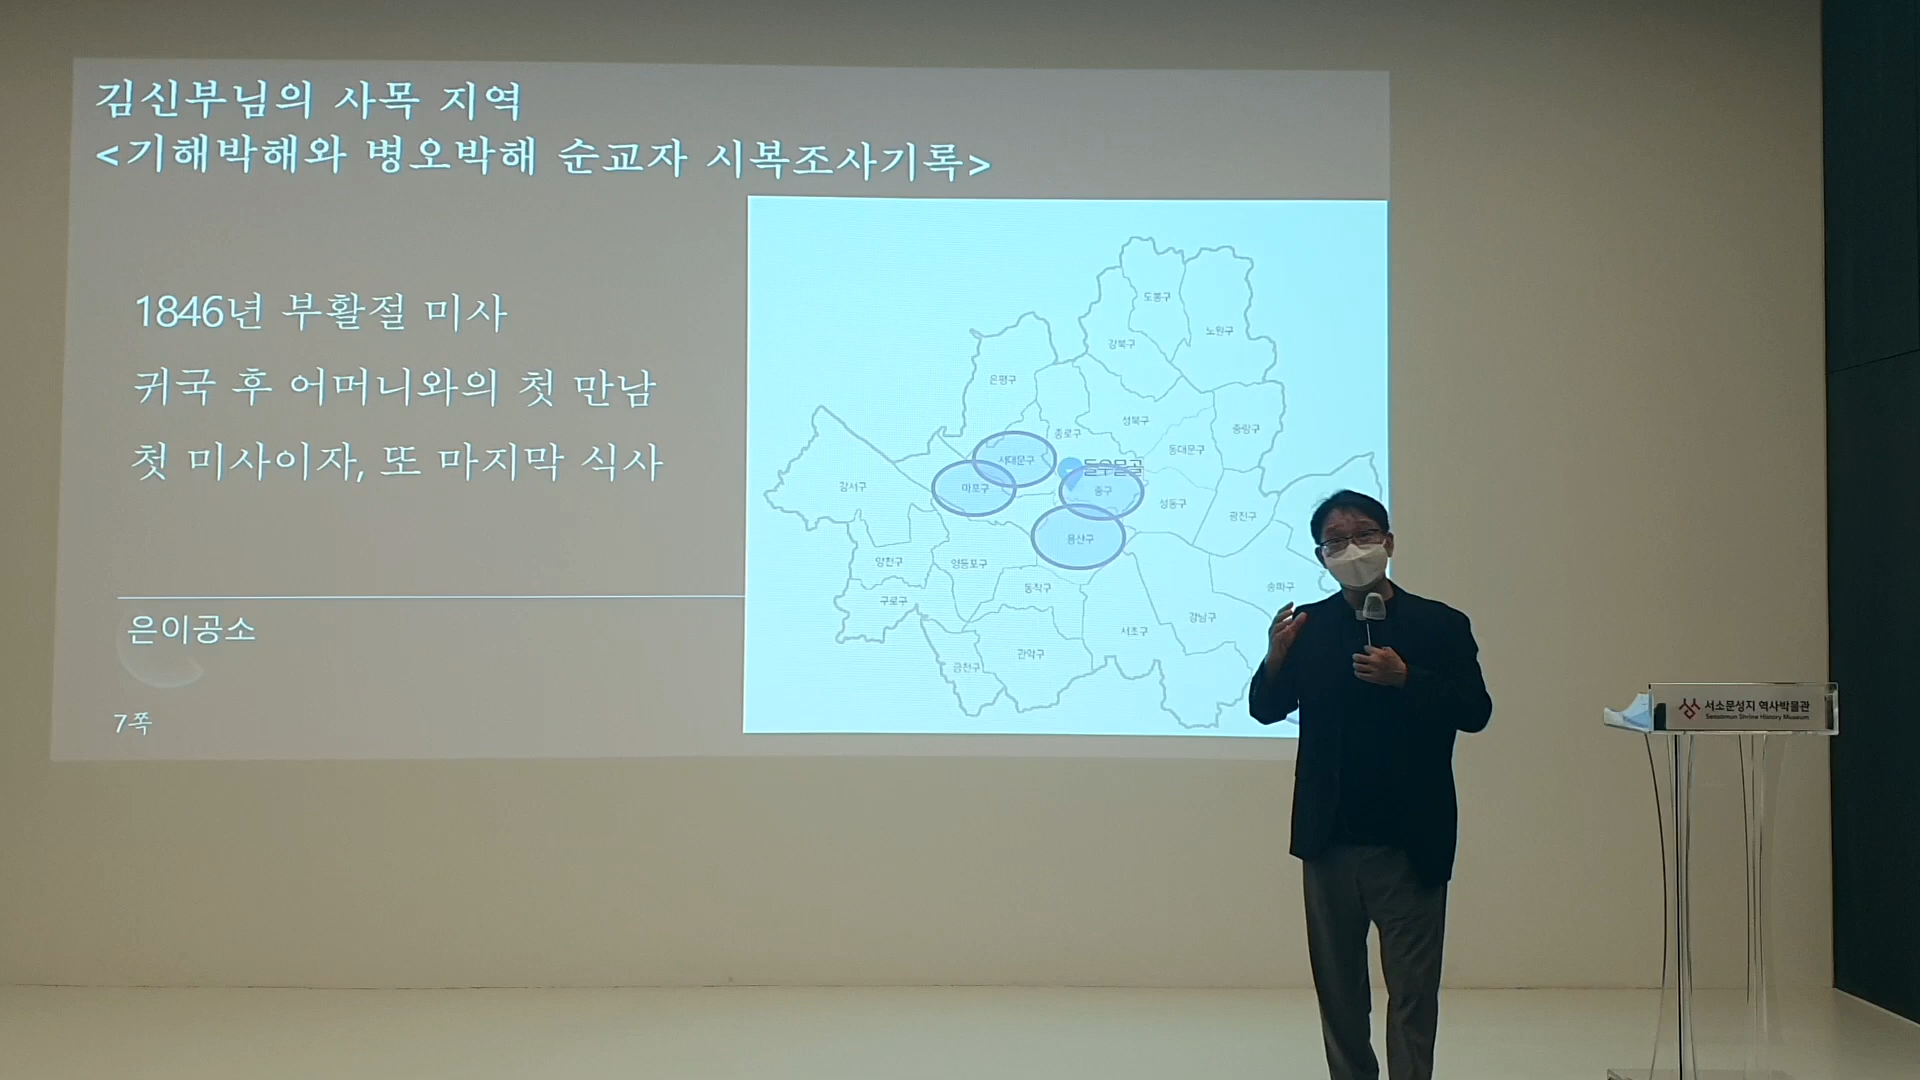 김신부님의 사목 지역
<기해박해와 병오박해 순교자 시복조사기록>
1846년 부활절 미사
귀국 후 어머니와의 첫 만남
첫 미사이자, 또 마지막 식사
은이공소
7쪽
도봉구
노원구
강북구
은평구
성북구
중랑구
종로구
동대문구
서대문구
돌우물골
강서구
마포구
중구
성동구
광진구
용산구
양천구
영등포구
동작구
송파구
구로구
강남구
서초구
관악구
금천구
서소문성지 역사박물관
Seosomun Shrine History Museum